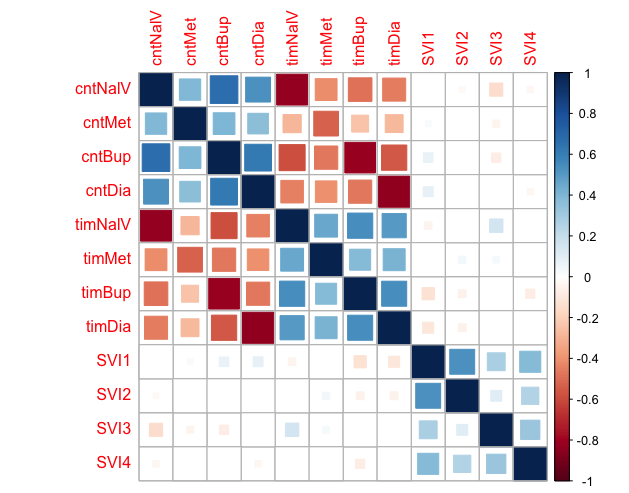 cntNalV
cntMet
cntBup
cntDia
timNalV
timMet
timBup
timDia
SVI1
SVI2
SVI3
SVI4
cntNalV
cntMet
cntBup
cntDia
timNalV
timMet
timBup
timDia
SVI1
SVI2
SVI3
SVI4
1
0.8
0.6
0.4
0.2
0
-0.2
-0.4
-0.6
-0.8
-1